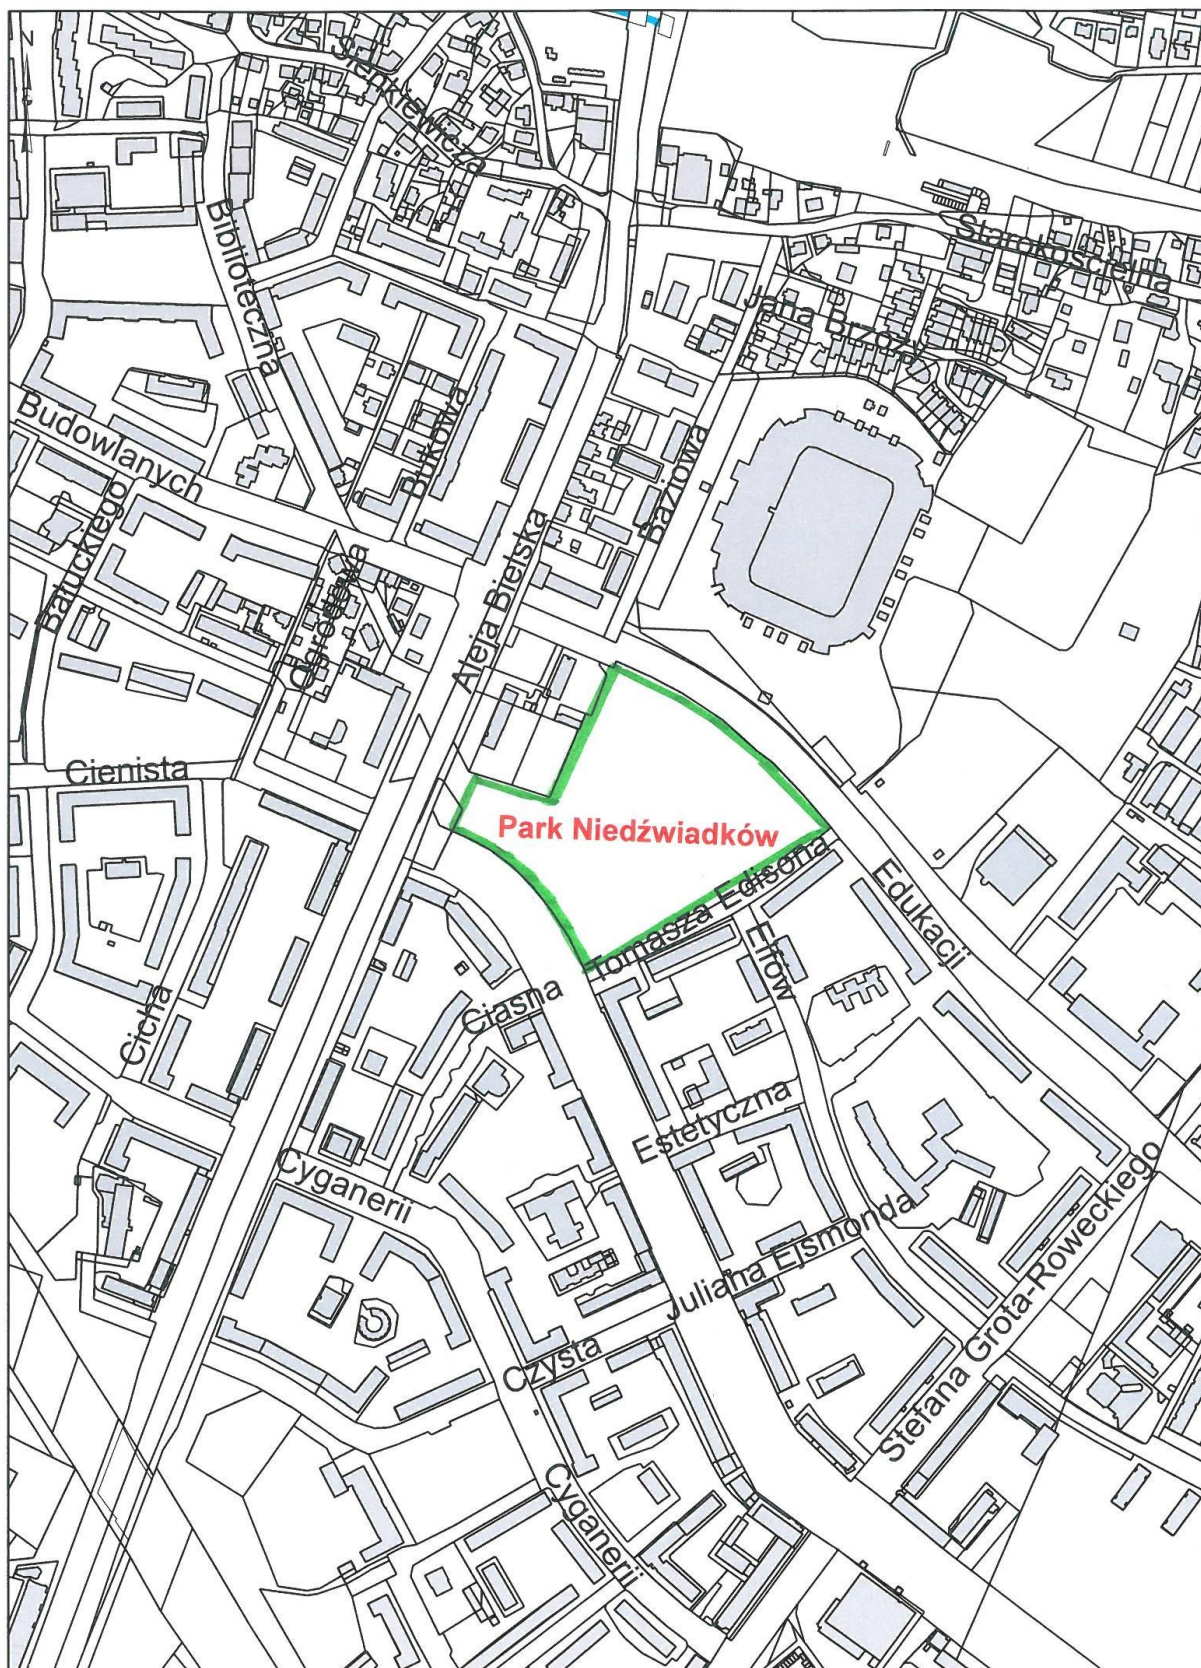 N
Sienkiewicza
Starokościelna
Biblioteczna
Jana Brzozy
Budowlanych
Bukowa
Baziowa
Bałuckiego
Ogrodowa
Aleja Bielska
Cienista
Park Niedźwiadków
Tomasza Edisona
Edukacji
Elfów
Cicha
Ciasna
Estetyczna
Cyganerii
Juliana Ejsmonda
Stefana Grota-Roweckiego
Czysta
Cyganerii